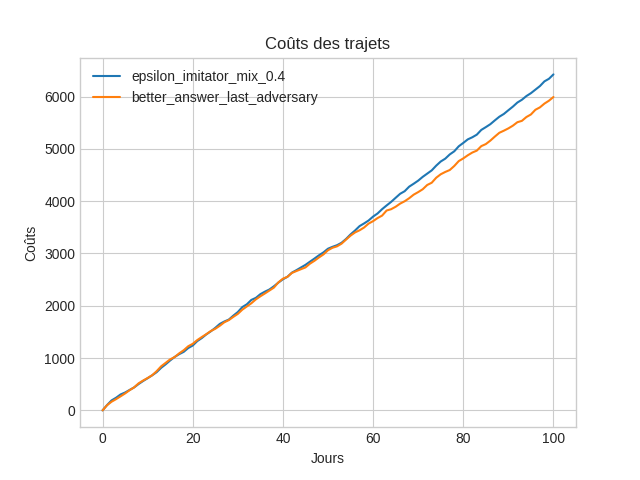 Coûts des trajets
epsilon_imitator_mix_0.4
better_answer_last_adversary
6000
5000
4000
3000
2000
1000
0
Coûts
0 20 40 60 80 100
Jours